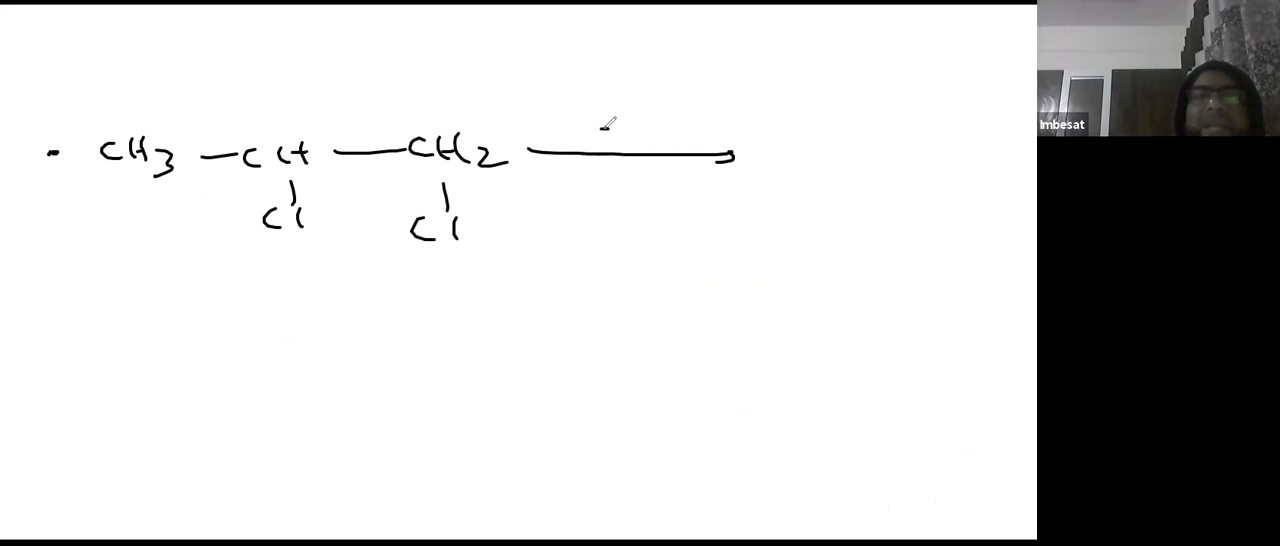 CH3 — CH — CH2 →
Cl Cl
Imbesat